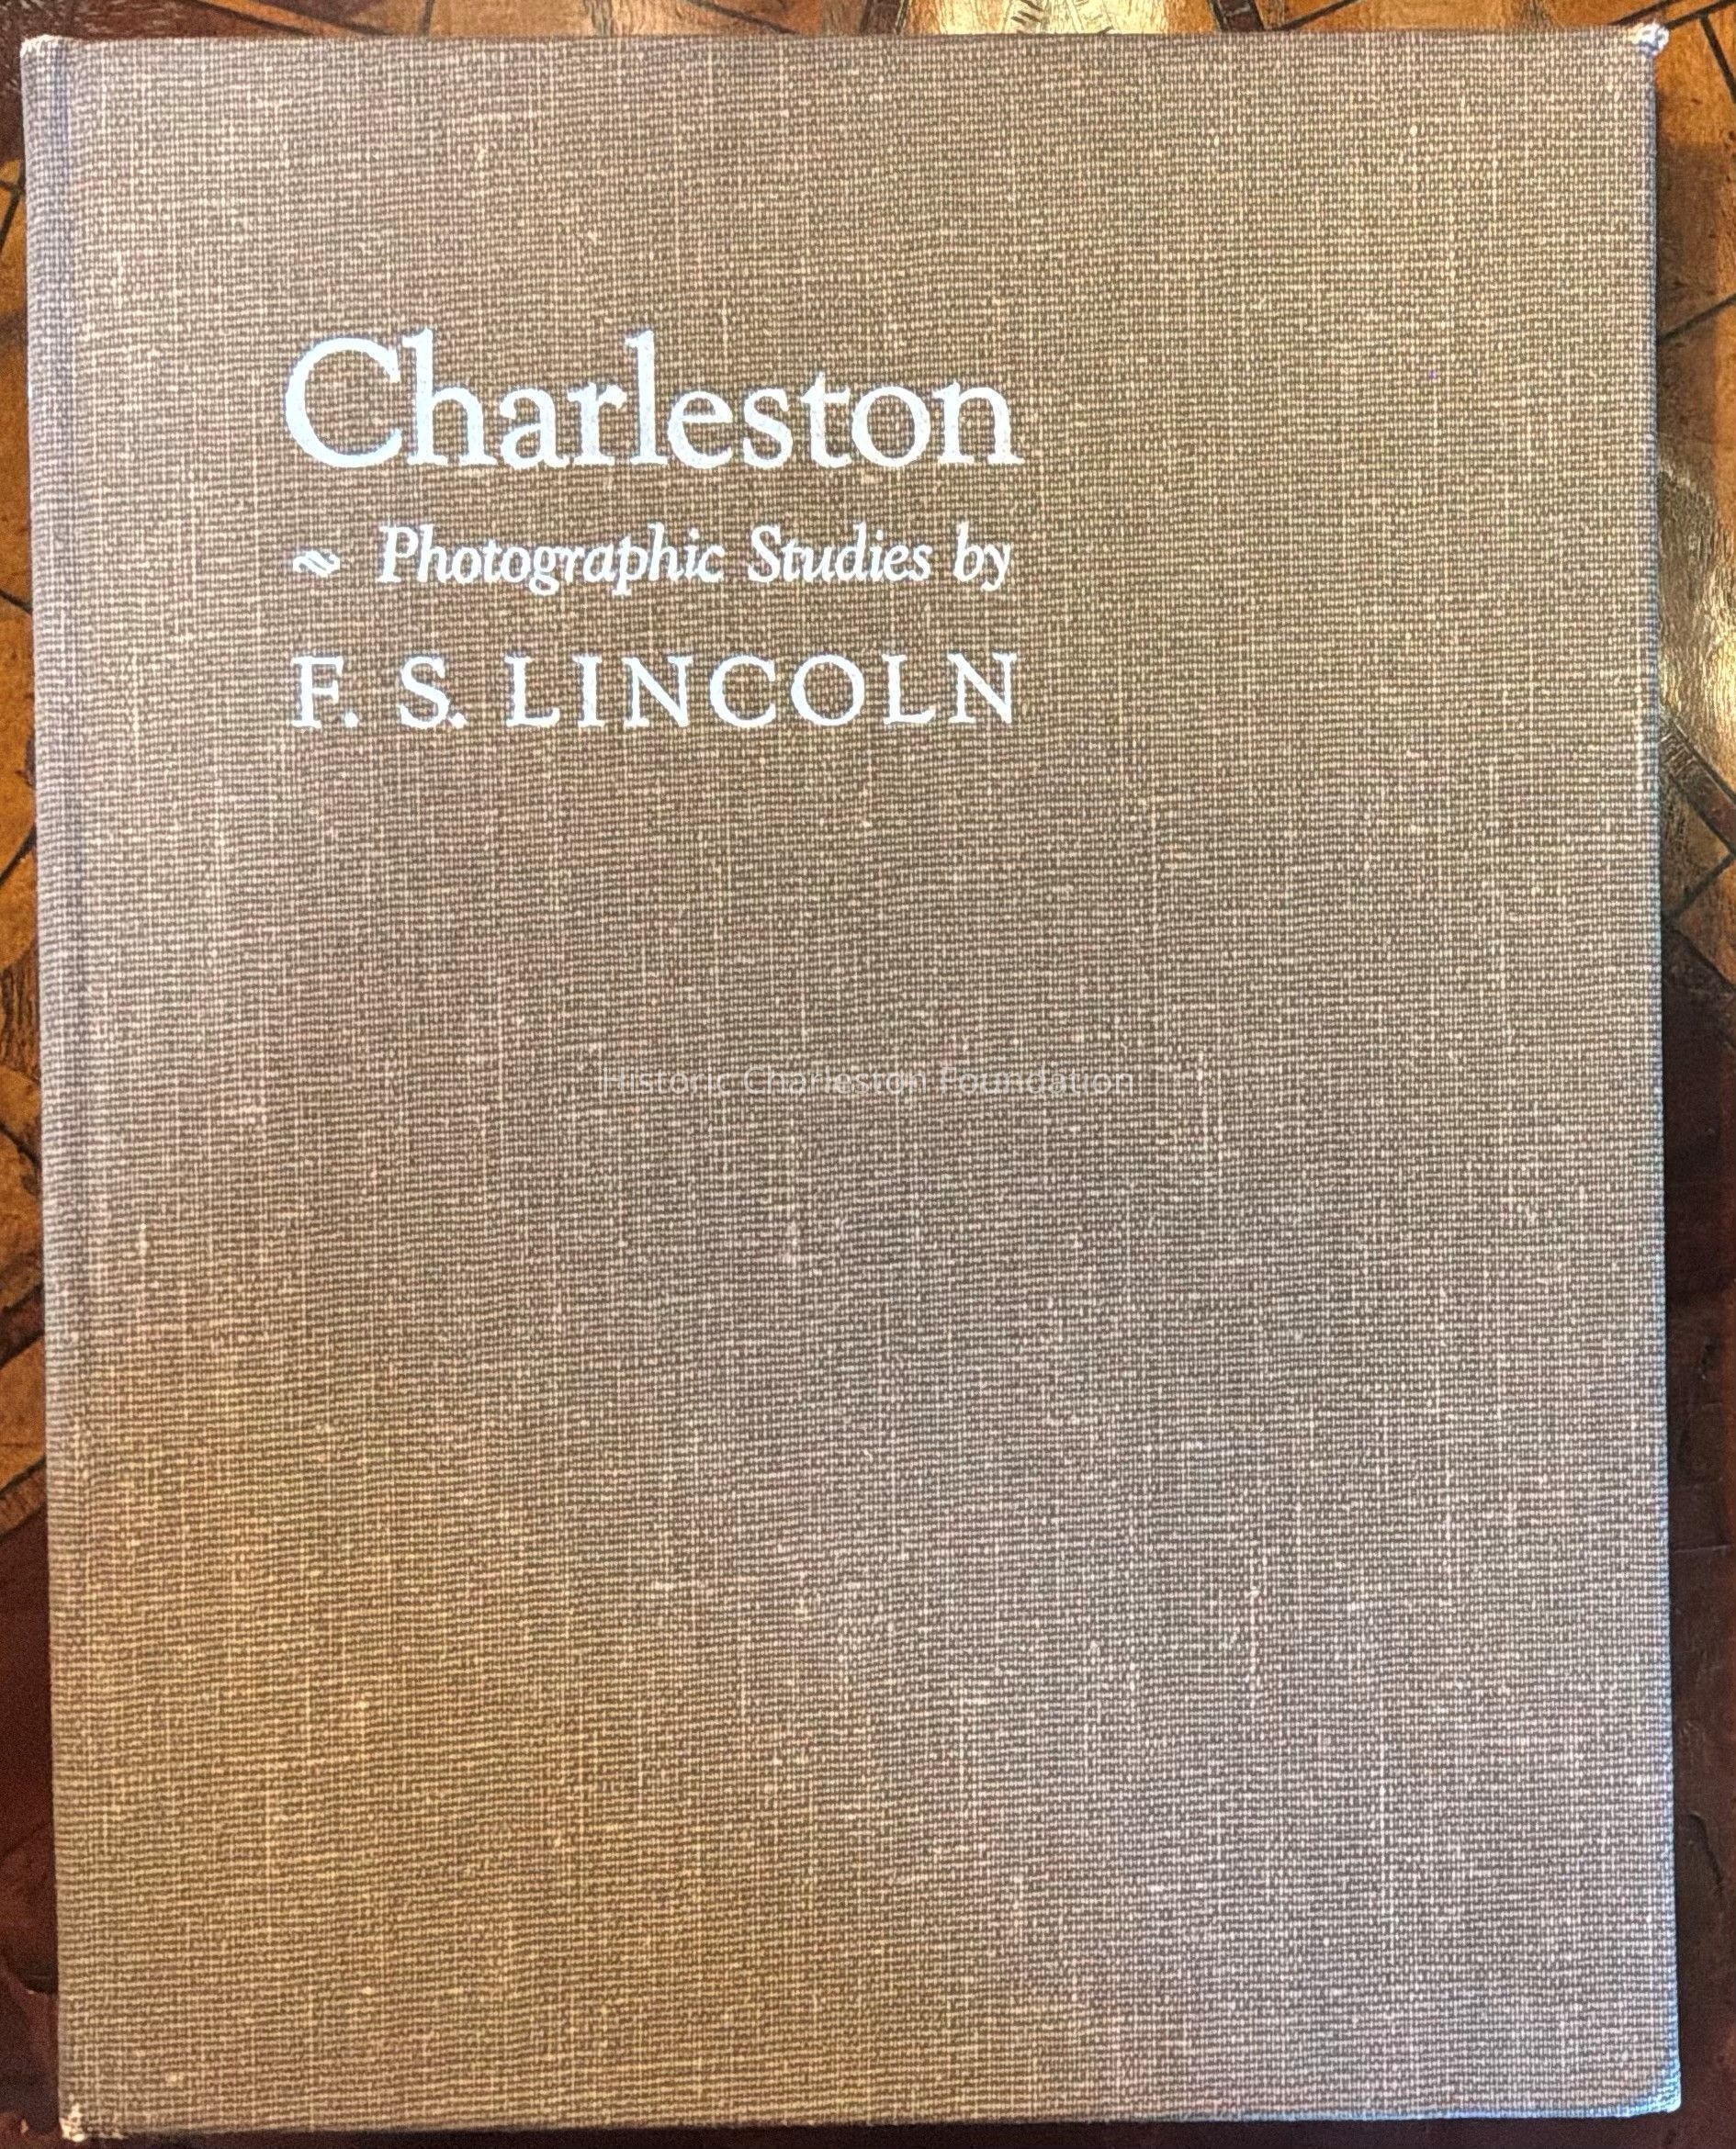 Charleston
Photographic Studies by
F. S. LINCOLN
Historic Charleston Foundation